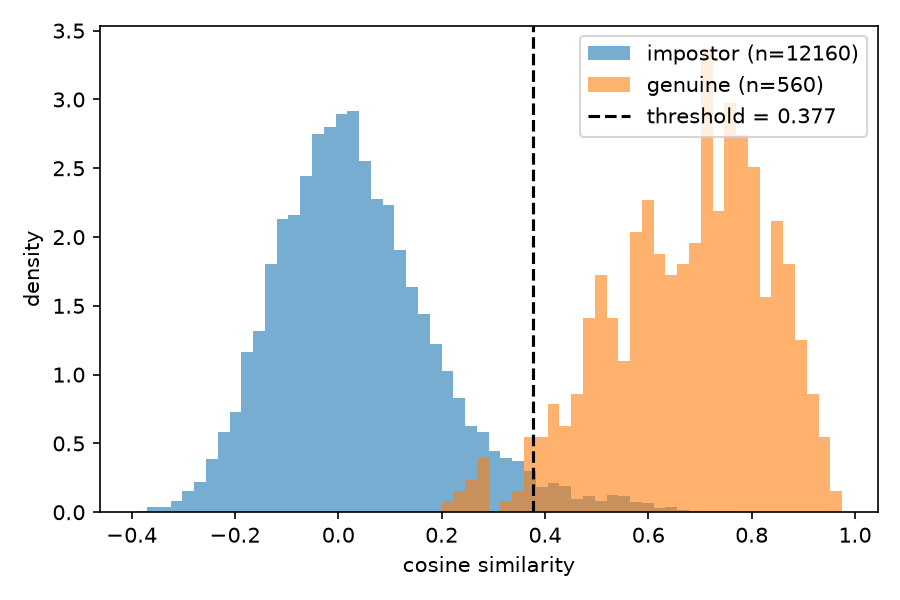 3.5
3.0
2.5
2.0
1.5
1.0
0.5
0.0
density
impostor (n=12160)
genuine (n=560)
threshold = 0.377
−0.4 −0.2 0.0 0.2 0.4 0.6 0.8 1.0
cosine similarity